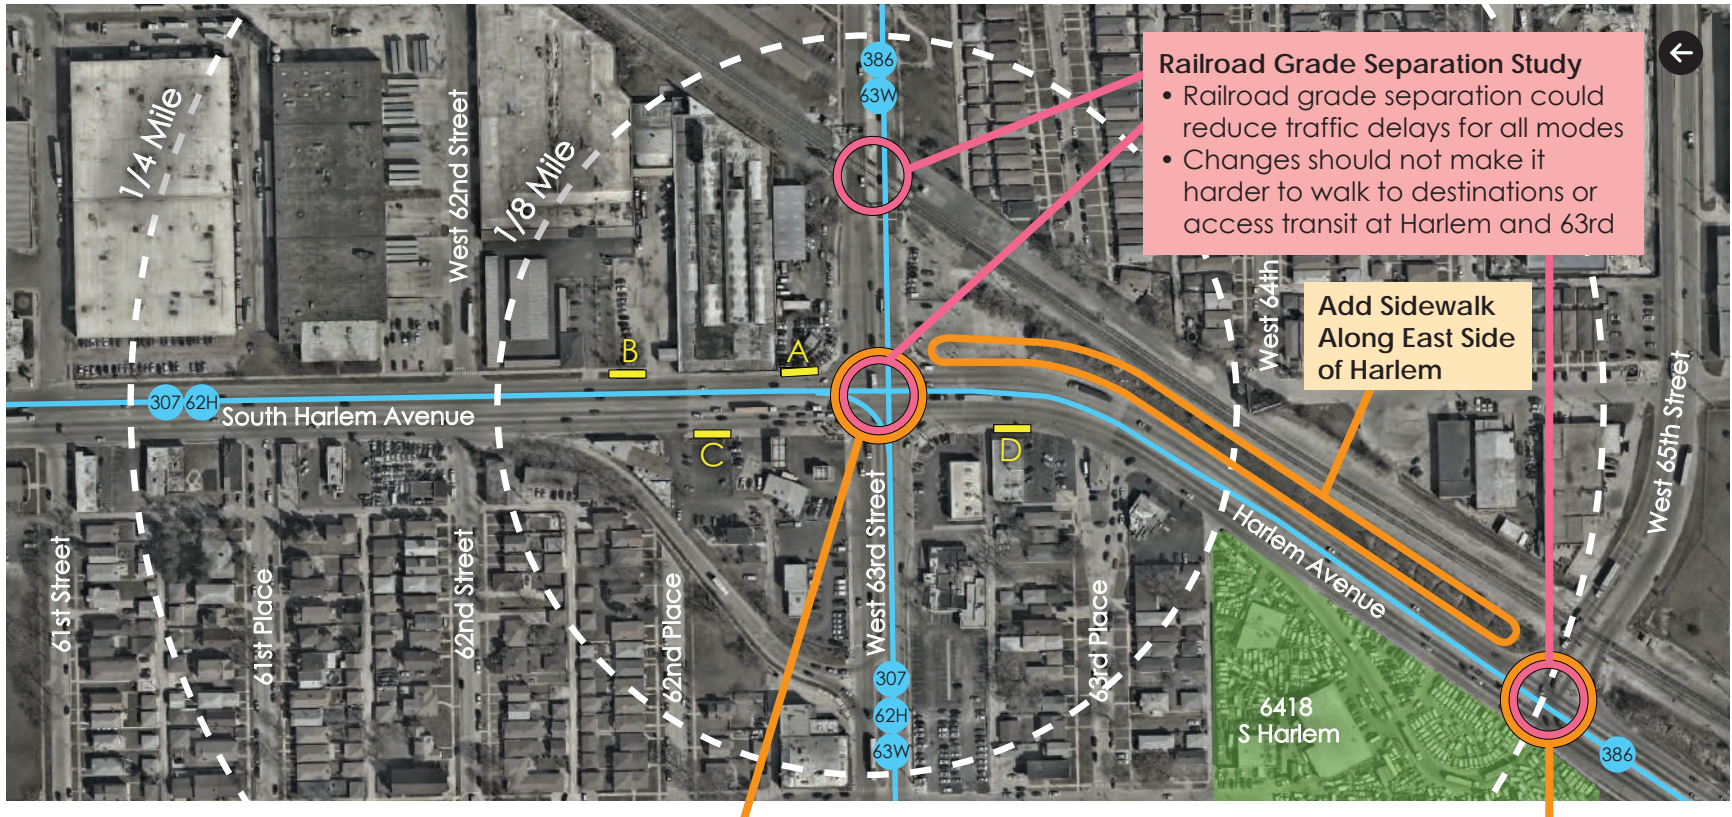 386
63W
Railroad Grade Separation Study
• Railroad grade separation could
reduce traffic delays for all modes
• Changes should not make it
harder to walk to destinations or
access transit at Harlem and 63rd
1/4 Mile
1/8 Mile
West 62nd Street
West 64th
Add Sidewalk
Along East Side
of Harlem
B
A
307
62H
South Harlem Avenue
C
D
West 65th Street
West 63rd Street
Harlem Avenue
61st Street
61st Place
62nd Street
62nd Place
63rd Place
307
62H
63W
6418
S Harlem
386